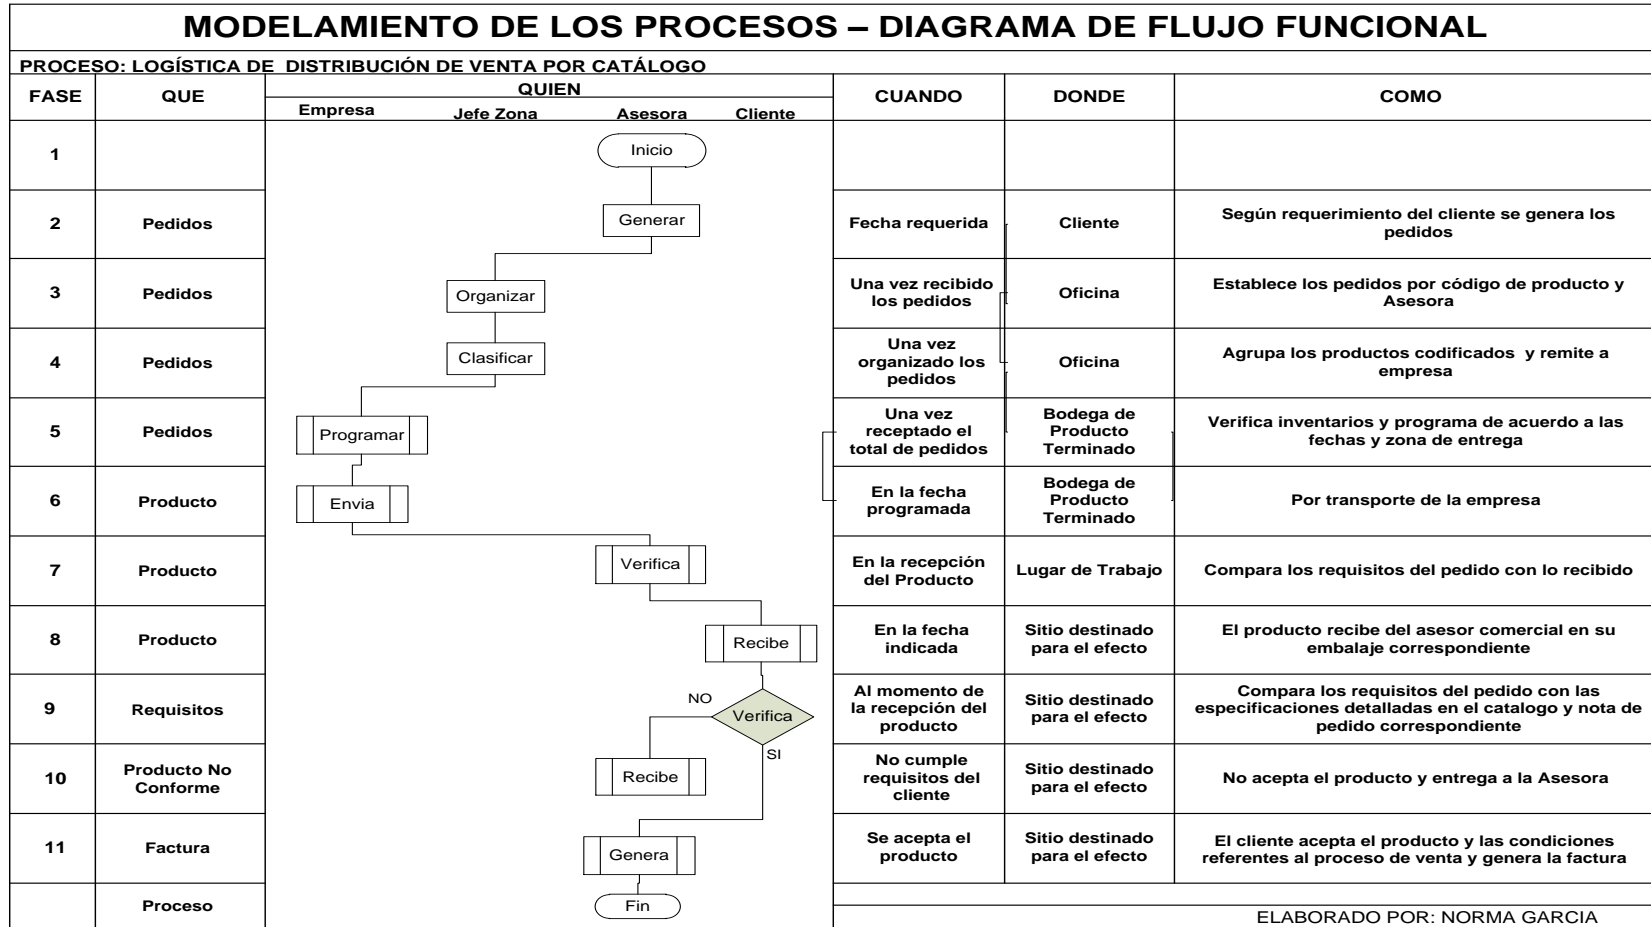 MODELAMIENTO DE LOS PROCESOS – DIAGRAMA DE FLUJO FUNCIONAL
PROCESO: LOGÍSTICA DE DISTRIBUCIÓN DE VENTA POR CATÁLOGO
FASE
QUE
QUIEN
Empresa
Jefe Zona
Asesora
Cliente
CUANDO
DONDE
COMO
1
Inicio
2
Pedidos
Generar
Fecha requerida
Cliente
Según requerimiento del cliente se genera los
pedidos
3
Pedidos
Organizar
Una vez recibido
los pedidos
Oficina
Establece los pedidos por código de producto y
Asesora
4
Pedidos
Clasificar
Una vez
organizado los
pedidos
Oficina
Agrupa los productos codificados y remite a
empresa
5
Pedidos
Programar
Una vez
receptado el
total de pedidos
Bodega de
Producto
Terminado
Verifica inventarios y programa de acuerdo a las
fechas y zona de entrega
6
Producto
Envia
En la fecha
programada
Bodega de
Producto
Terminado
Por transporte de la empresa
7
Producto
Verifica
En la recepción
del Producto
Lugar de Trabajo
Compara los requisitos del pedido con lo recibido
8
Producto
Recibe
En la fecha
indicada
Sitio destinado
para el efecto
El producto recibe del asesor comercial en su
embalaje correspondiente
9
Requisitos
NO
Verifica
SI
Al momento de
la recepción del
producto
Sitio destinado
para el efecto
Compara los requisitos del pedido con las
especificaciones detalladas en el catalogo y nota de
pedido correspondiente
10
Producto No
Conforme
Recibe
No cumple
requisitos del
cliente
Sitio destinado
para el efecto
No acepta el producto y entrega a la Asesora
11
Factura
Genera
Se acepta el
producto
Sitio destinado
para el efecto
El cliente acepta el producto y las condiciones
referentes al proceso de venta y genera la factura
Proceso
Fin
ELABORADO POR: NORMA GARCIA